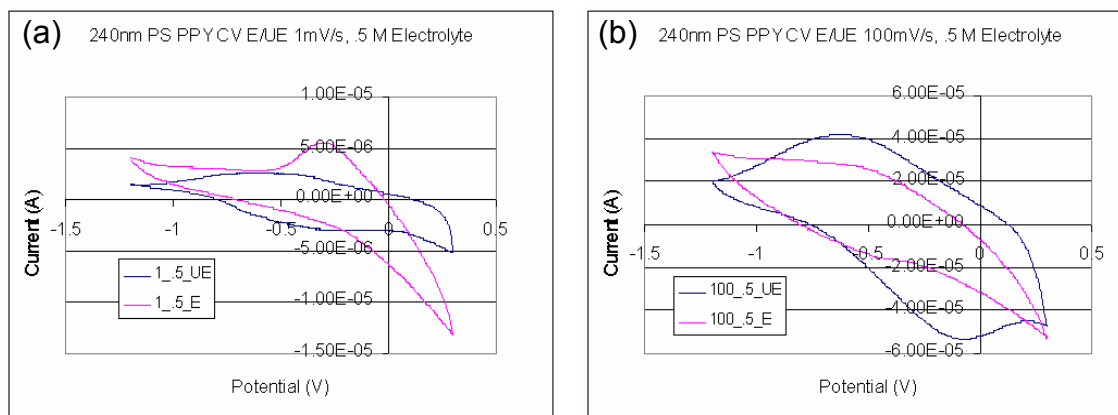 (a)
240nm PS PPY CV E/UE 1mV/s, .5 M Electrolyte
1.00E-05
5.00E-06
0.00E+00
-1.5 -1 -0.5 0 0.5
-5.00E-06
-1.00E-05
-1.50E-05
Current (A)
1_.5_UE
1_.5_E
Potential (V)
(b)
240nm PS PPY CV E/UE 100mV/s, .5 M Electrolyte
6.00E-05
4.00E-05
2.00E-05
0.00E+00
-1.5 -1 -0.5 0 0.5
-2.00E-05
-4.00E-05
-6.00E-05
Current (A)
100_.5_UE
100_.5_E
Potential (V)